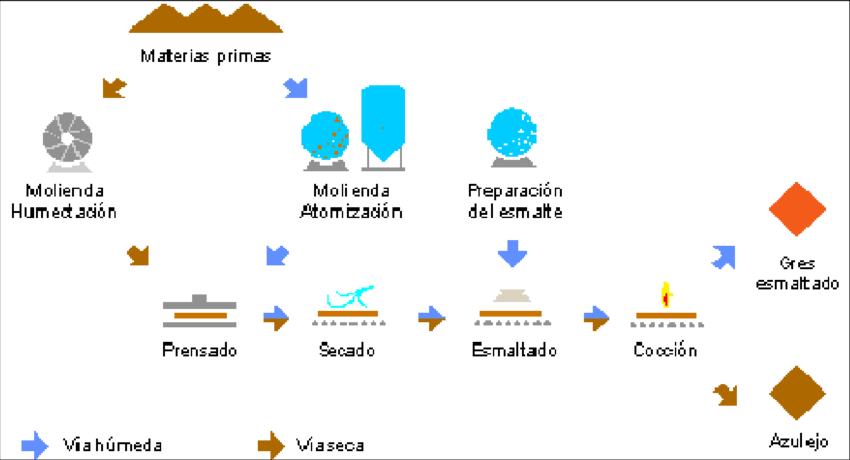 Materias primas
Molienda
Humectación
Molienda
Atomización
Preparación
del esmalte
Gres
esmaltado
Prensado
Secado
Esmaltado
Cocción
Azulejo
Vía húmeda
Vía seca